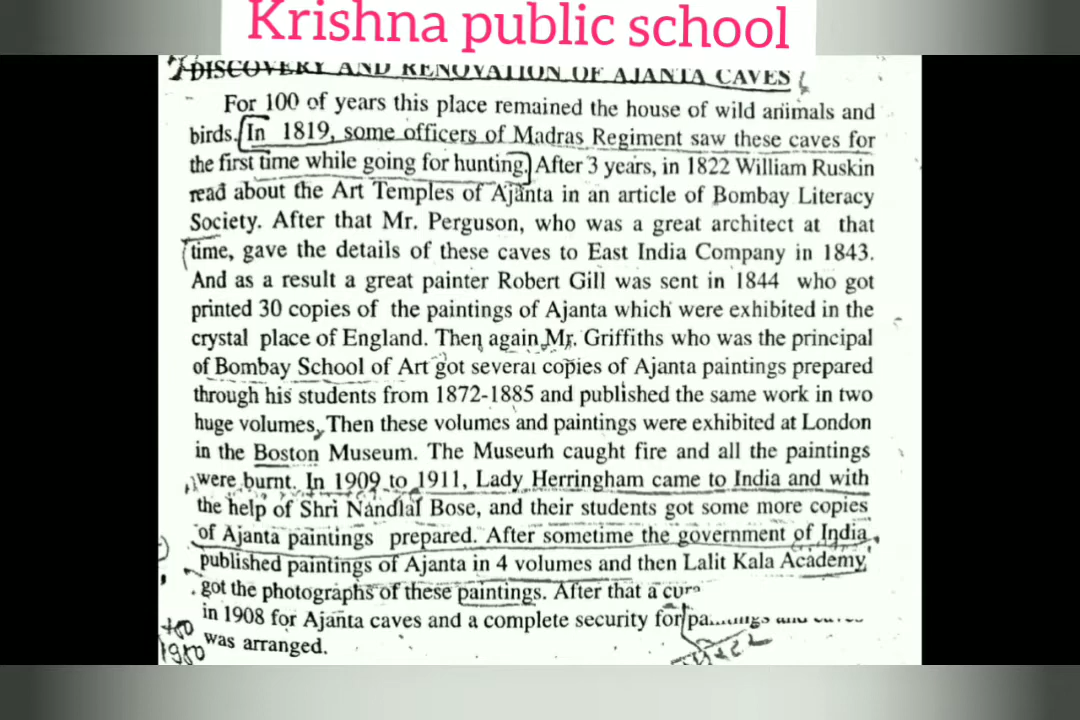 Krishna public school
DISCOVERY AND RENOVATION OF AJANTA CAVES
For 100 of years this place remained the house of wild animals and
birds. In 1819, some officers of Madras Regiment saw these caves for
the first time while going for hunting. After 3 years, in 1822 William Ruskin
read about the Art Temples of Ajanta in an article of Bombay Literacy
Society. After that Mr. Perguson, who was a great architect at that
time, gave the details of these caves to East India Company in 1843.
And as a result a great painter Robert Gill was sent in 1844 who got
printed 30 copies of the paintings of Ajanta which were exhibited in the
crystal place of England. Then again Mr. Griffiths who was the principal
of Bombay School of Art got several copies of Ajanta paintings prepared
through his students from 1872-1885 and published the same work in two
huge volumes, Then these volumes and paintings were exhibited at London
in the Boston Museum. The Museum caught fire and all the paintings
were burnt. In 1909 to 1911, Lady Herringham came to India and with
the help of Shri Nandlal Bose, and their students got some more copies
of Ajanta paintings prepared. After sometime the government of India
published paintings of Ajanta in 4 volumes and then Lalit Kala Academy
got the photographs of these paintings. After that a
in 1908 for Ajanta caves and a complete security for
was arranged.
1980